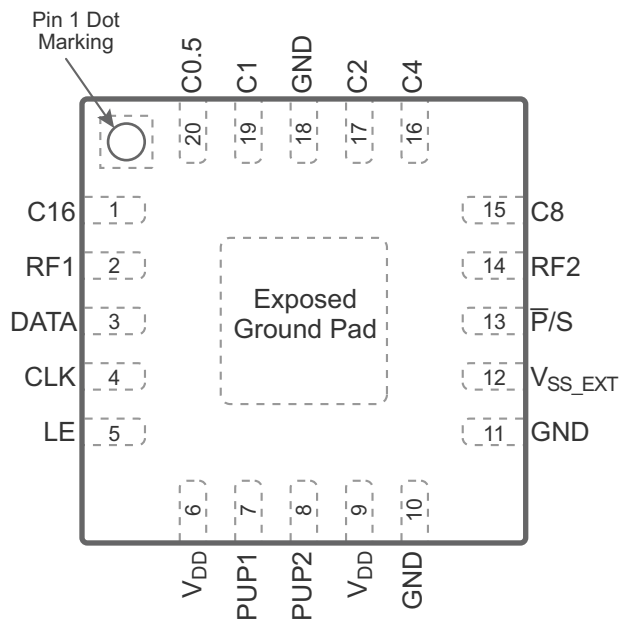 Pin 1 Dot
Marking
C0.5
C1
GND
C2
C4
20
19
18
17
16
C16 1
RF1 2
DATA 3
CLK 4
LE 5
Exposed
Ground Pad
15 C8
14 RF2
13 P̅/S
12 VSS_EXT
11 GND
6
7
8
9
10
VDD
PUP1
PUP2
VDD
GND